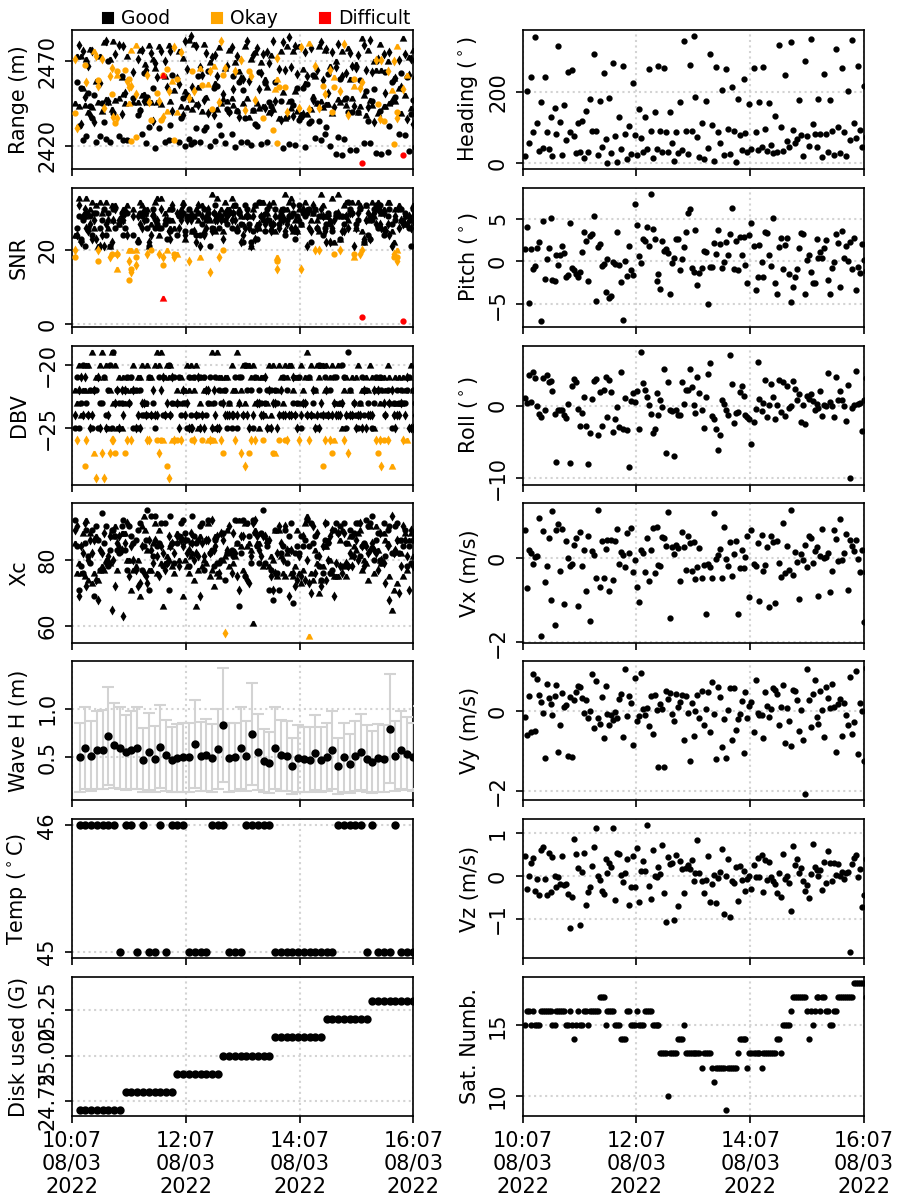 Good Okay Difficult
Range (m)
2470
2420
Heading (°)
200
0
SNR
20
0
Pitch (°)
5
0
−5
DBV
−20
−25
Roll (°)
0
−10
Xc
80
60
Vx (m/s)
0
−2
Wave H (m)
1.0
0.5
Vy (m/s)
0
−2
Temp (°C)
46
45
Vz (m/s)
1
0
−1
Disk used (G)
25.25
25.00
24.75
Sat. Numb.
15
10
10:07 12:07 14:07 16:07
08/03 08/03 08/03 08/03
2022 2022 2022 2022
10:07 12:07 14:07 16:07
08/03 08/03 08/03 08/03
2022 2022 2022 2022